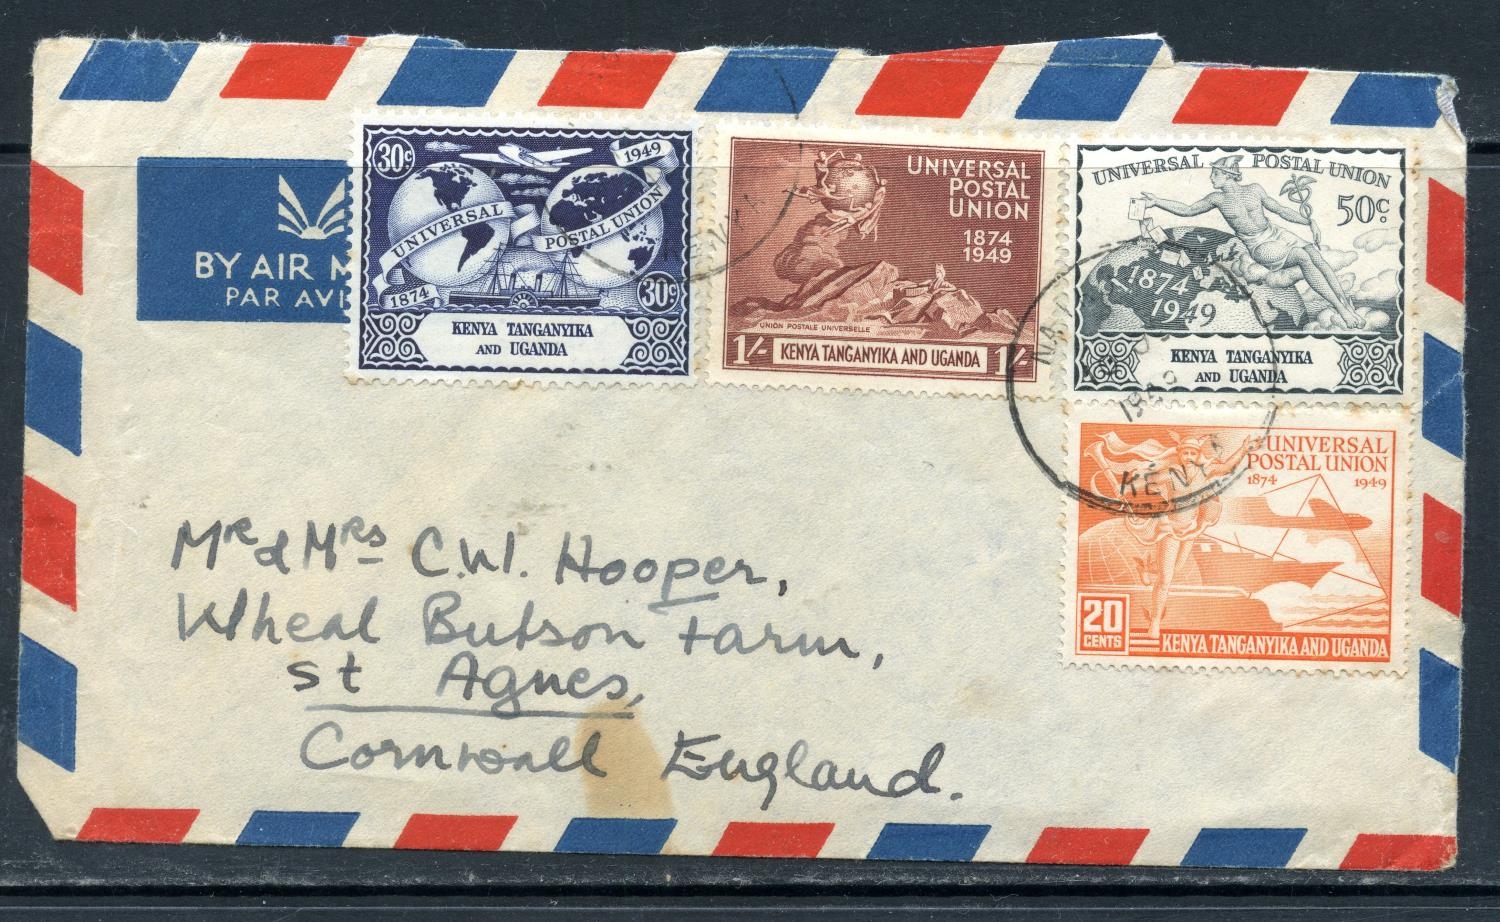 BY AIR M
PAR AVI
30c
1949
UNIVERSAL
POSTAL UNION
1874
30c
KENYA TANGANYIKA
AND UGANDA
UNIVERSAL
POSTAL
UNION
1874
1949
UNION POSTALE UNIVERSELLE
1/- KENYA TANGANYIKA AND UGANDA 1/-
UNIVERSAL POSTAL UNION
50c.
1874
1949
KENYA TANGANYIKA
AND UGANDA
KENYA
UNIVERSAL
POSTAL UNION
1874 1949
20
CENTS
KENYA TANGANYIKA AND UGANDA
Mr & Mrs C.W. Hooper,
Wheal Butson Farm,
St Agnes,
Cornwall England.